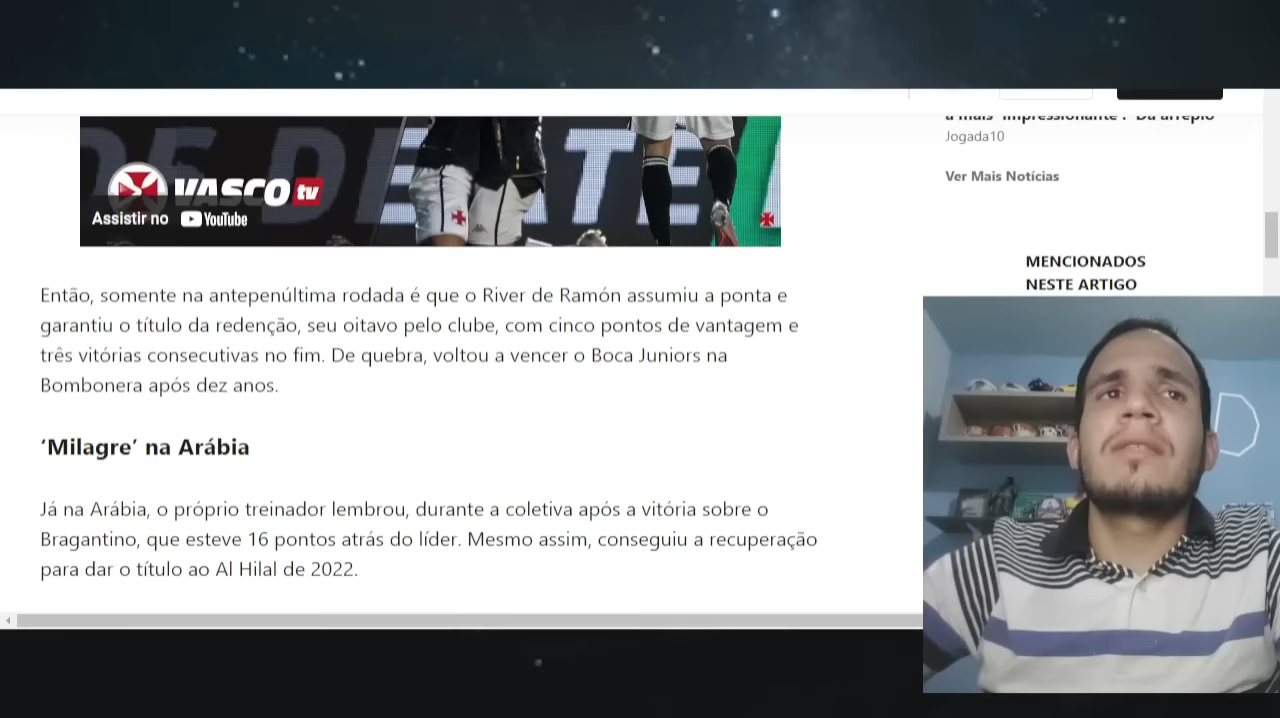 DE DE ATE
VASCO tv
Assistir no YouTube
Então, somente na antepenúltima rodada é que o River de Ramón assumiu a ponta e
garantiu o título da redenção, seu oitavo pelo clube, com cinco pontos de vantagem e
três vitórias consecutivas no fim. De quebra, voltou a vencer o Boca Juniors na
Bombonera após dez anos.
‘Milagre’ na Arábia
Já na Arábia, o próprio treinador lembrou, durante a coletiva após a vitória sobre o
Bragantino, que esteve 16 pontos atrás do líder. Mesmo assim, conseguiu a recuperação
para dar o título ao Al Hilal de 2022.
a mais 'impressionante': 'Da arrepio'
Jogada10
Ver Mais Notícias
MENCIONADOS
NESTE ARTIGO
D